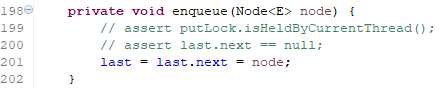 198 private void enqueue(Node<E> node) {
199 // assert putLock.isHeldByCurrentThread();
200 // assert last.next == null;
201 last = last.next = node;
202 }